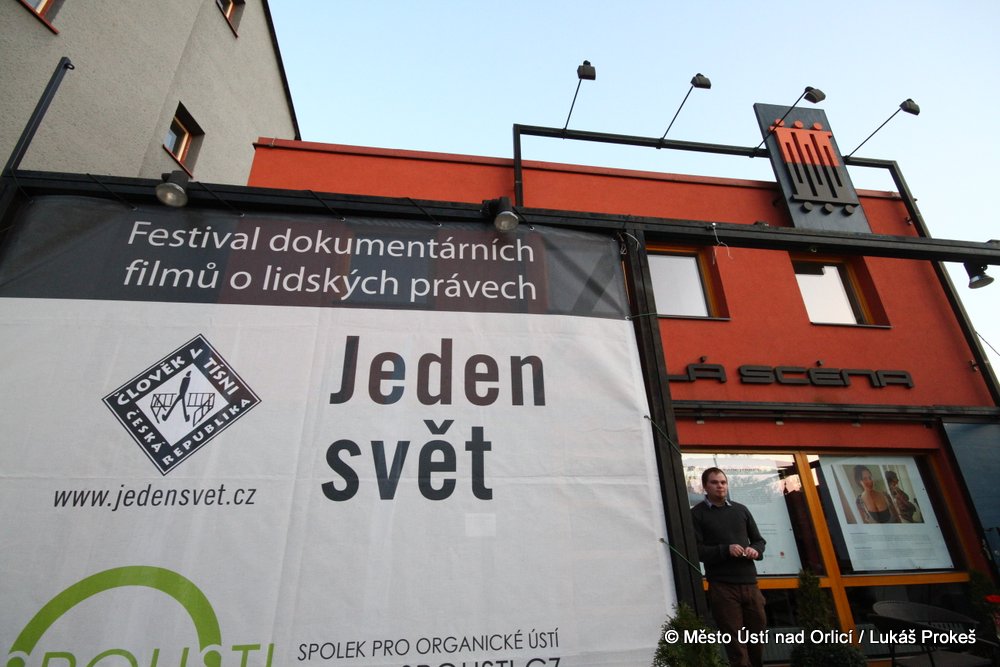 Festival dokumentárních
filmů o lidských právech
Jeden
svět
ČLOVĚK V TÍSNI
ČESKÁ REPUBLIKA
www.jedensvet.cz
SPOLEK PRO ORGANICKÉ ÚSTÍ
LA SCÉNA
© Město Ústí nad Orlicí / Lukáš Prokeš